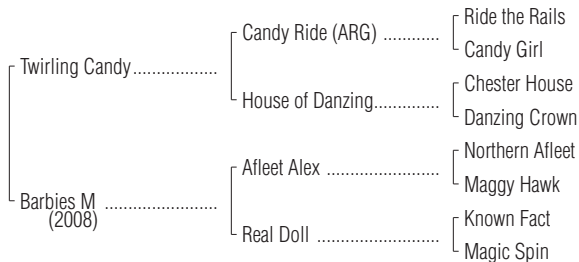 Ride the Rails
Candy Ride (ARG) ............
Candy Girl
Twirling Candy..................
Chester House
House of Danzing..............
Danzing Crown
Northern Afleet
Afleet Alex ........................
Maggy Hawk
Barbies M ........................
(2008)
Known Fact
Real Doll ..........................
Magic Spin